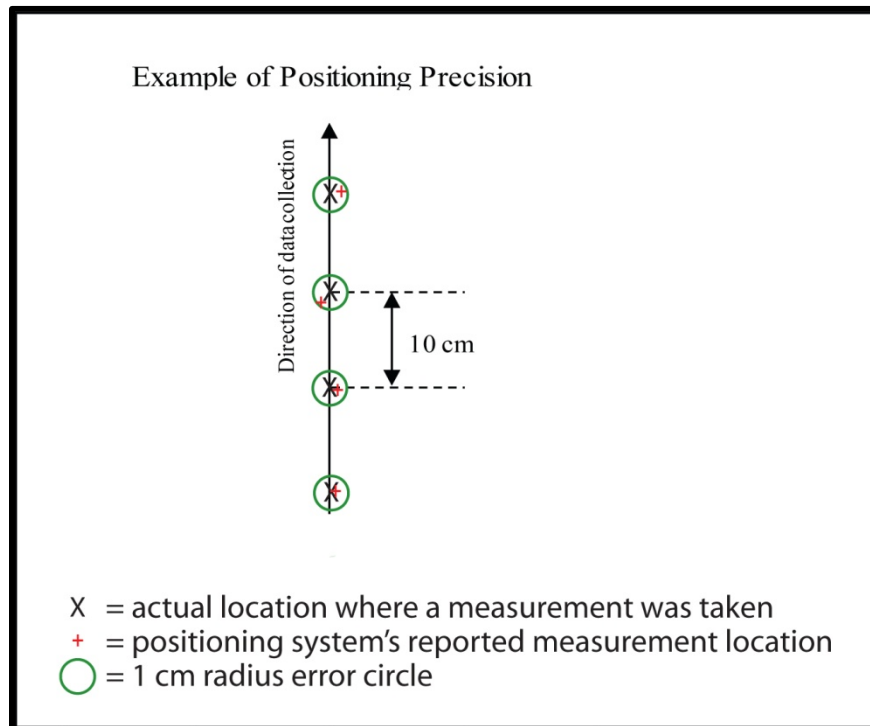 Example of Positioning Precision
Direction of datacollection
X
+
X
+
10 cm
X
+
X
+
X = actual location where a measurement was taken
+ = positioning system's reported measurement location
= 1 cm radius error circle